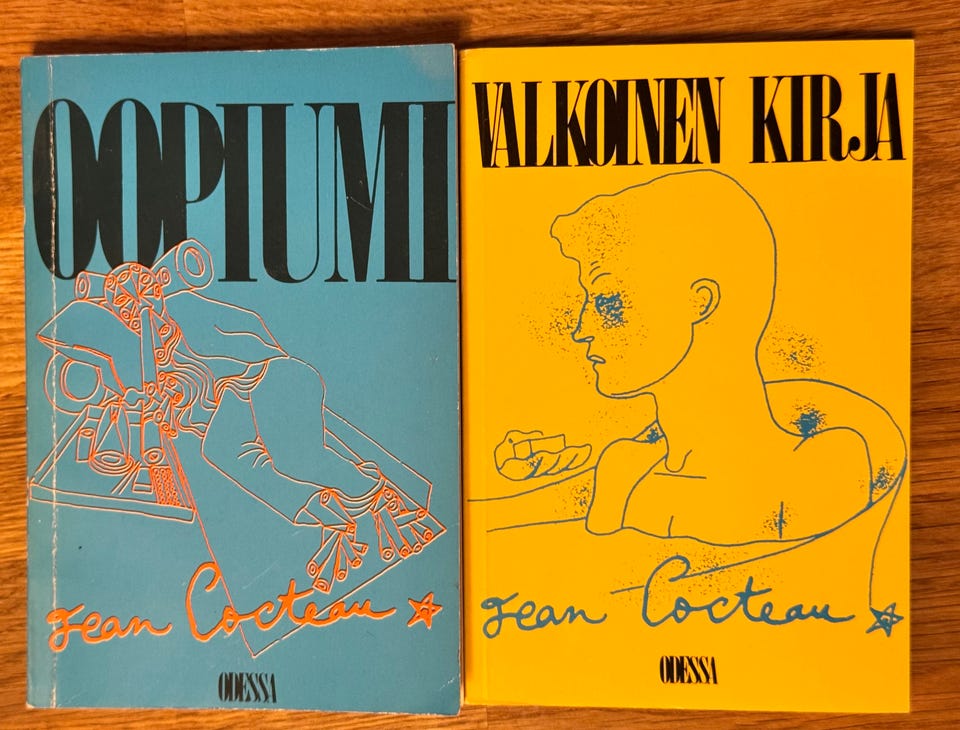 OOPIUMI
Jean Cocteau
ODESSA
VALKOINEN KIRJA
Jean Cocteau
ODESSA